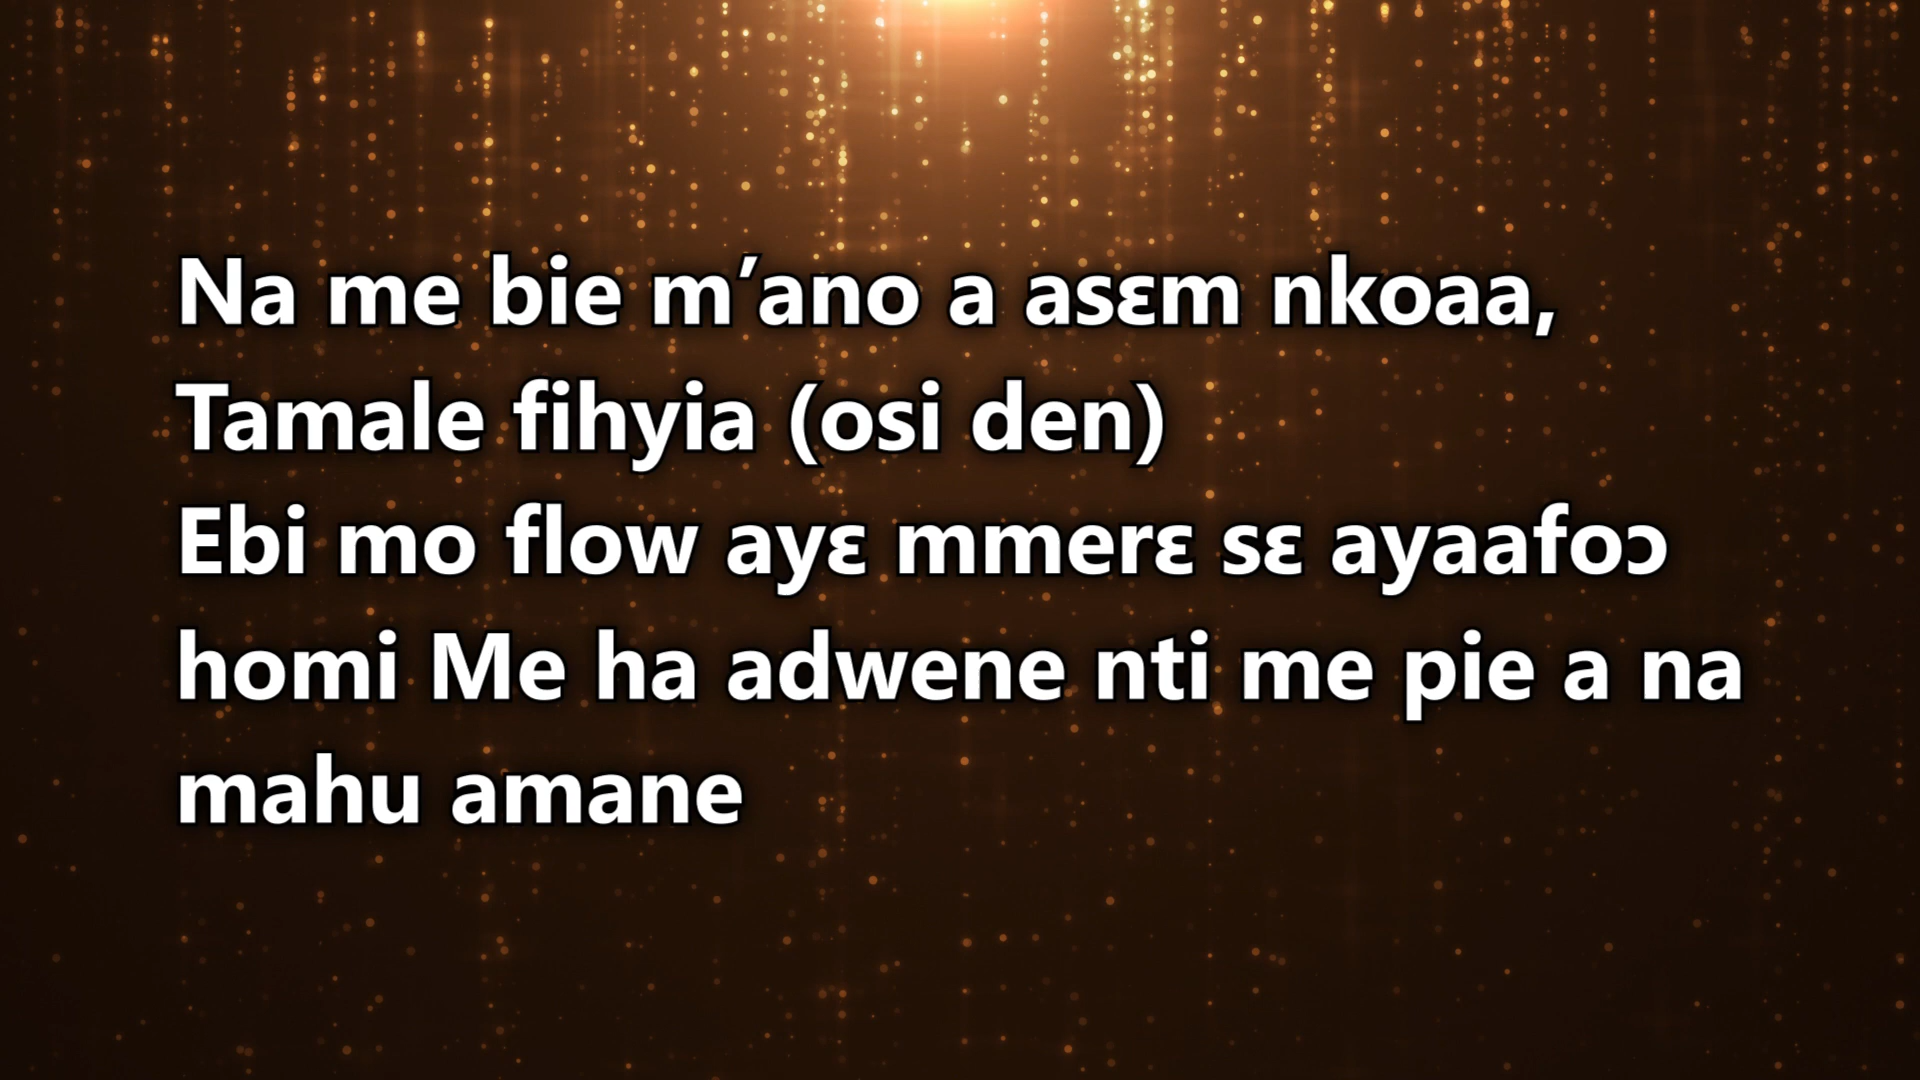 Na me bie m’ano a asɛm nkoaa,
Tamale fihyia (osi den)
Ebi mo flow ayɛ mmerɛ sɛ ayaafoɔ
homi Me ha adwene nti me pie a na
mahu amane